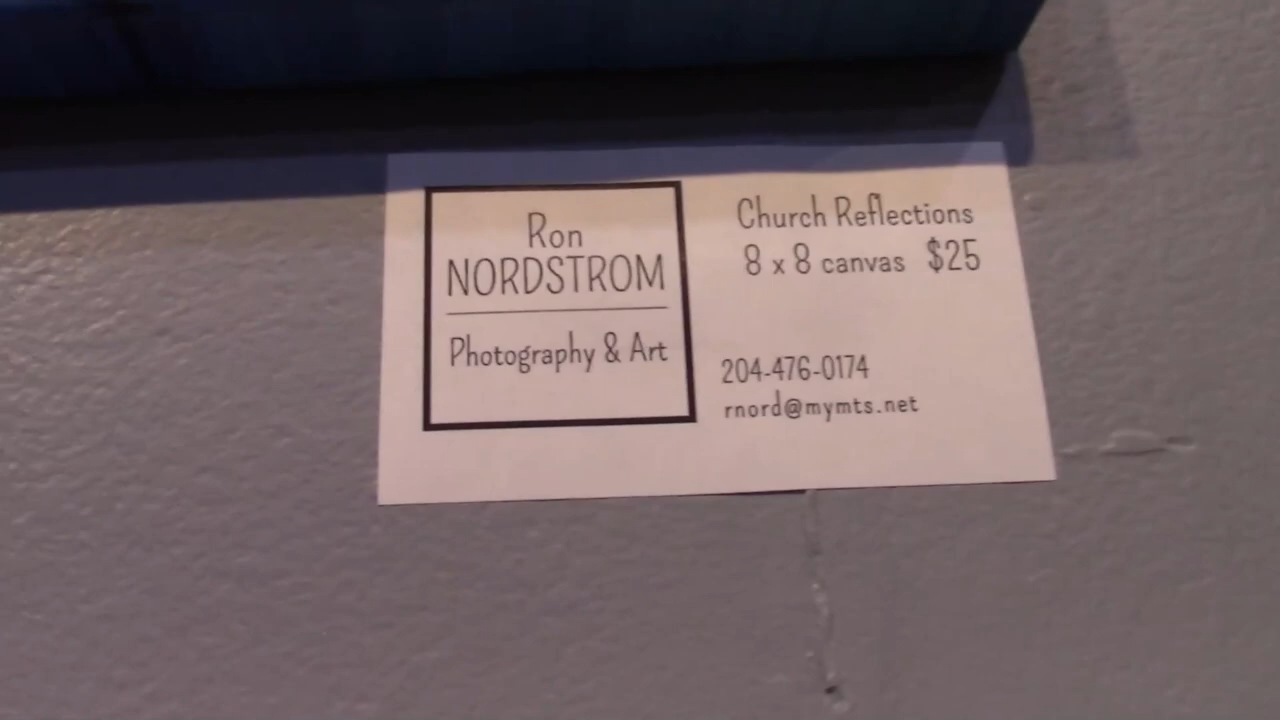 Ron
NORDSTROM
Photography & Art
Church Reflections
8 x 8 canvas $25
204-476-0174
rnord@mymts.net